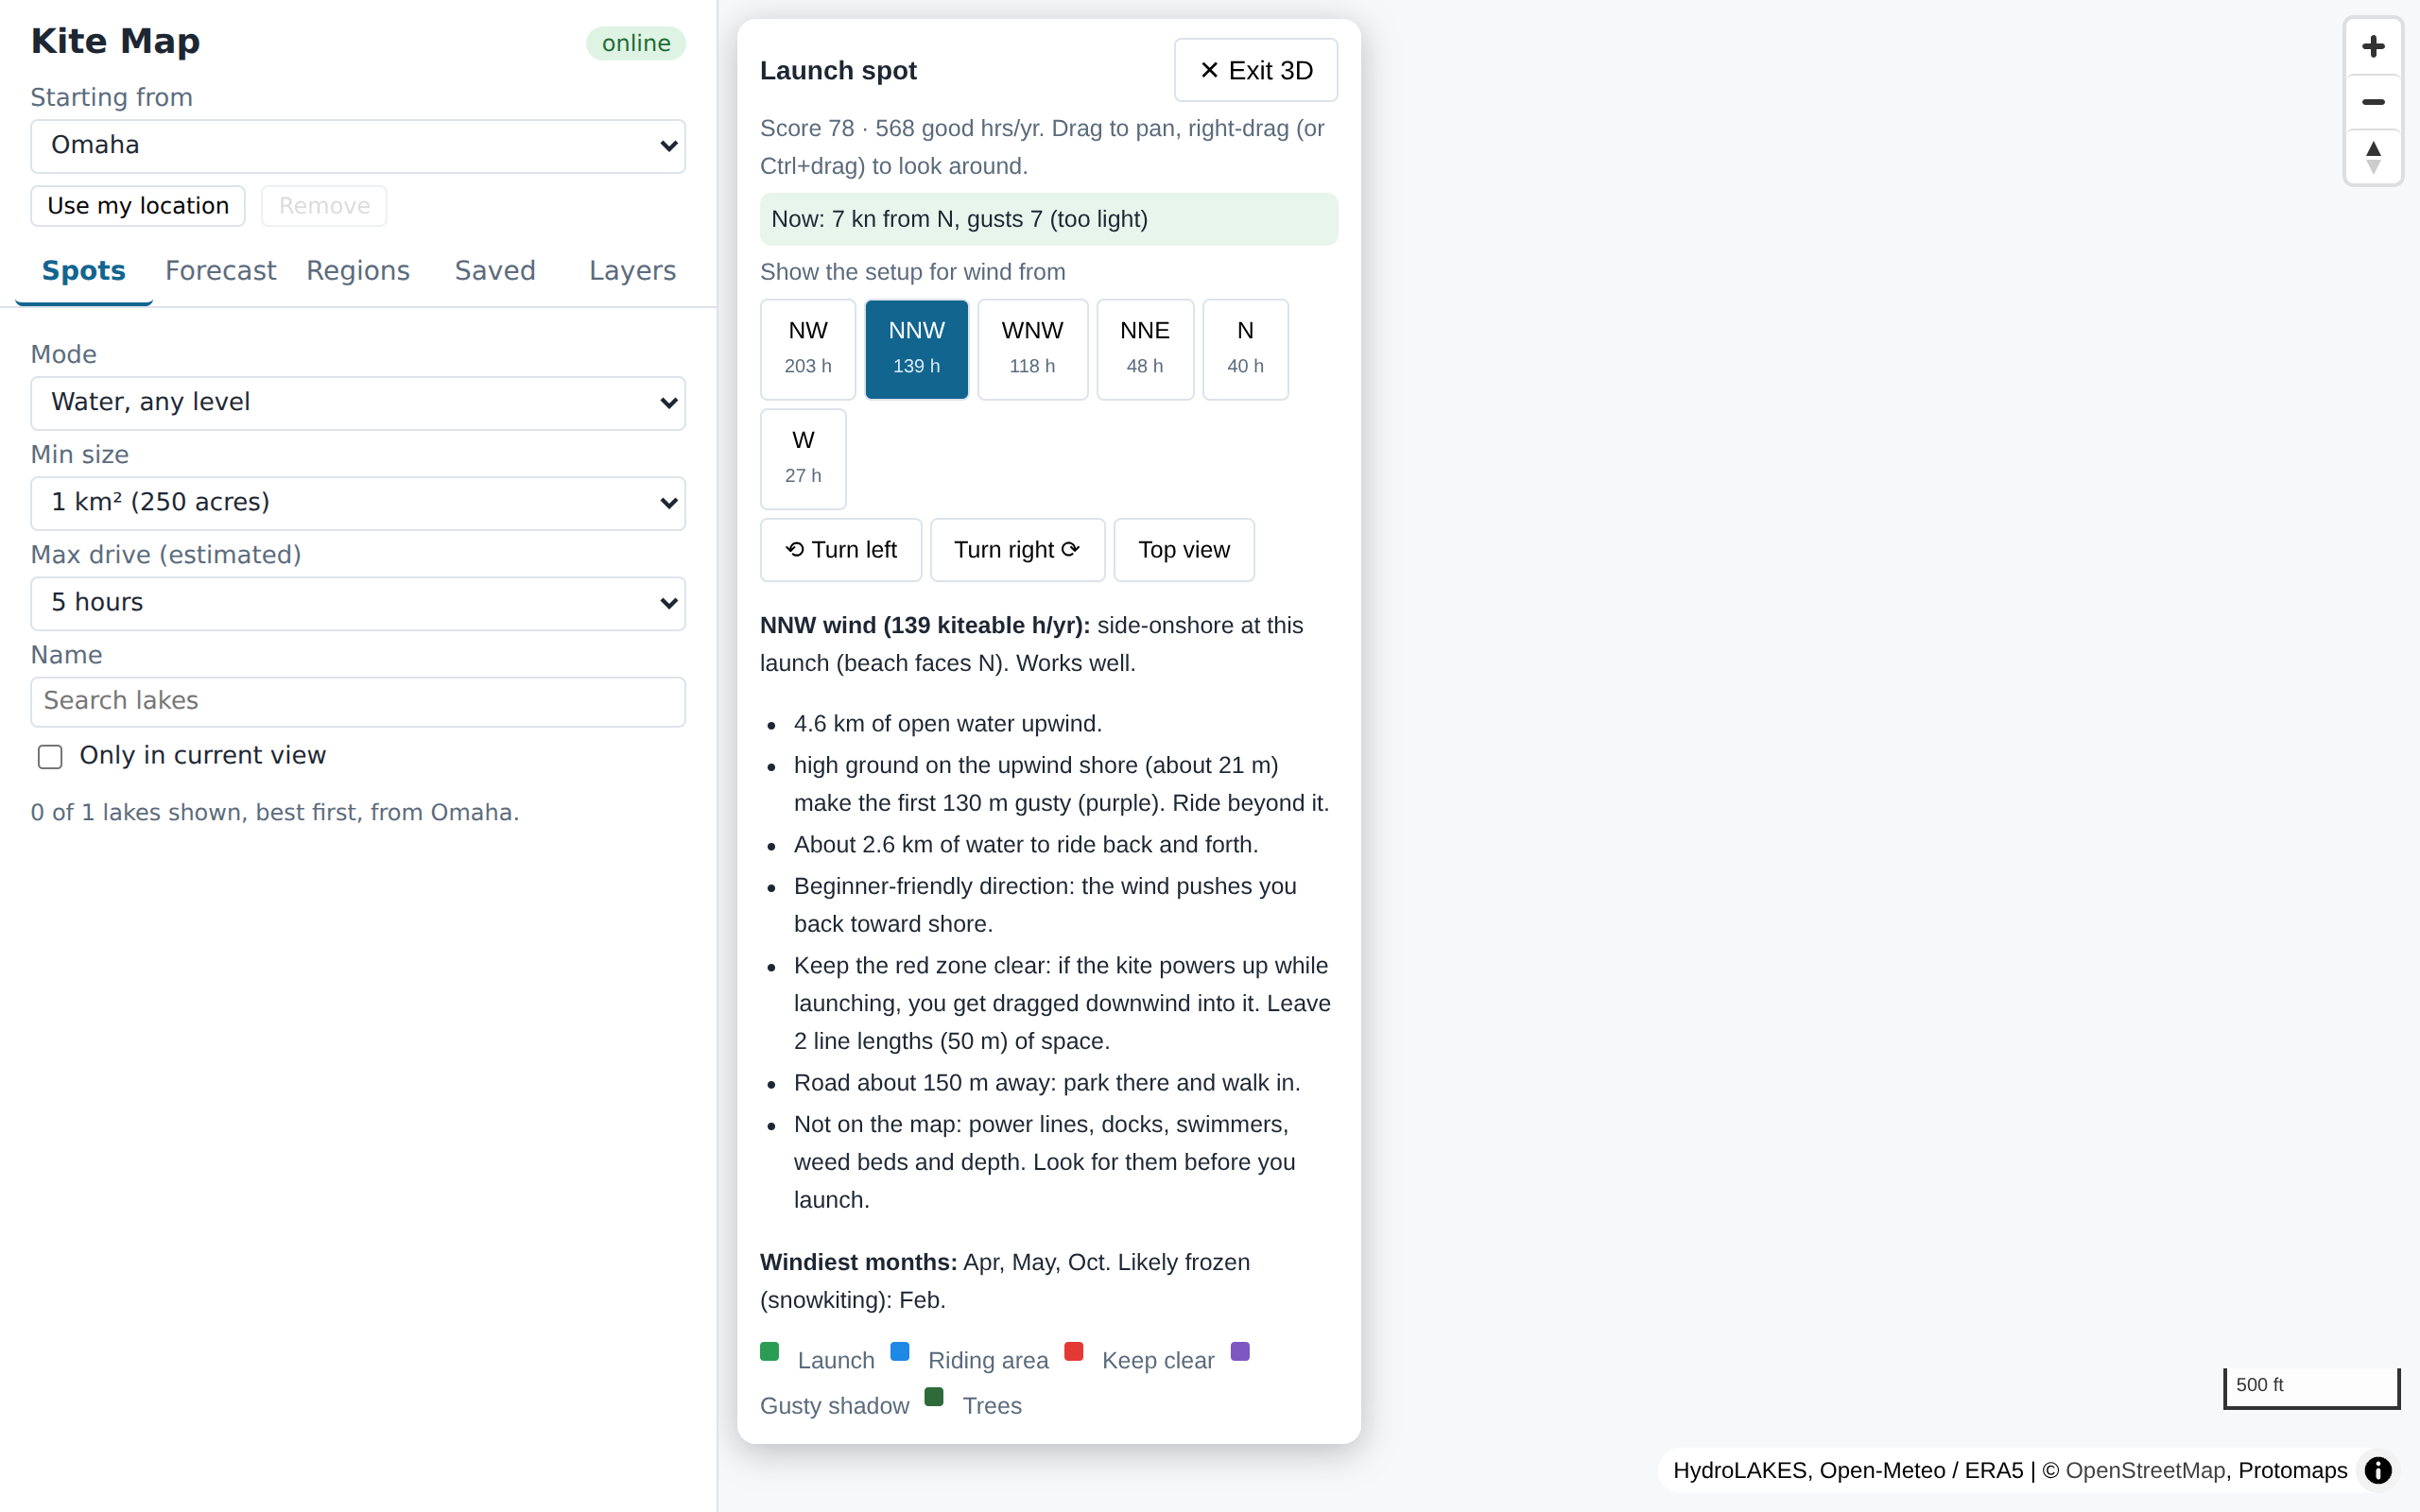 Kite Map
online
Starting from
Omaha
Use my location
Remove
Spots
Forecast
Regions
Saved
Layers
Mode
Water, any level
Min size
1 km² (250 acres)
Max drive (estimated)
5 hours
Name
Search lakes
Only in current view
0 of 1 lakes shown, best first, from Omaha.
Launch spot
✕ Exit 3D
Score 78 · 568 good hrs/yr. Drag to pan, right-drag (or
Ctrl+drag) to look around.
Now: 7 kn from N, gusts 7 (too light)
Show the setup for wind from
NW
203 h
NNW
139 h
WNW
118 h
NNE
48 h
N
40 h
W
27 h
⟲ Turn left
Turn right ⟳
Top view
NNW wind (139 kiteable h/yr): side-onshore at this
launch (beach faces N). Works well.
• 4.6 km of open water upwind.
• high ground on the upwind shore (about 21 m)
make the first 130 m gusty (purple). Ride beyond it.
• About 2.6 km of water to ride back and forth.
• Beginner-friendly direction: the wind pushes you
back toward shore.
• Keep the red zone clear: if the kite powers up while
launching, you get dragged downwind into it. Leave
2 line lengths (50 m) of space.
• Road about 150 m away: park there and walk in.
• Not on the map: power lines, docks, swimmers,
weed beds and depth. Look for them before you
launch.
Windiest months: Apr, May, Oct. Likely frozen
(snowkiting): Feb.
Launch Riding area Keep clear
Gusty shadow Trees
500 ft
HydroLAKES, Open-Meteo / ERA5 | © OpenStreetMap, Protomaps